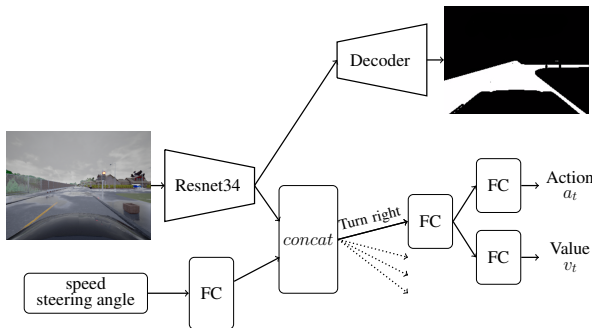 Decoder
Resnet34
concat
Turn right
FC
FC
Action
a_t
FC
Value
v_t
speed
steering angle
FC